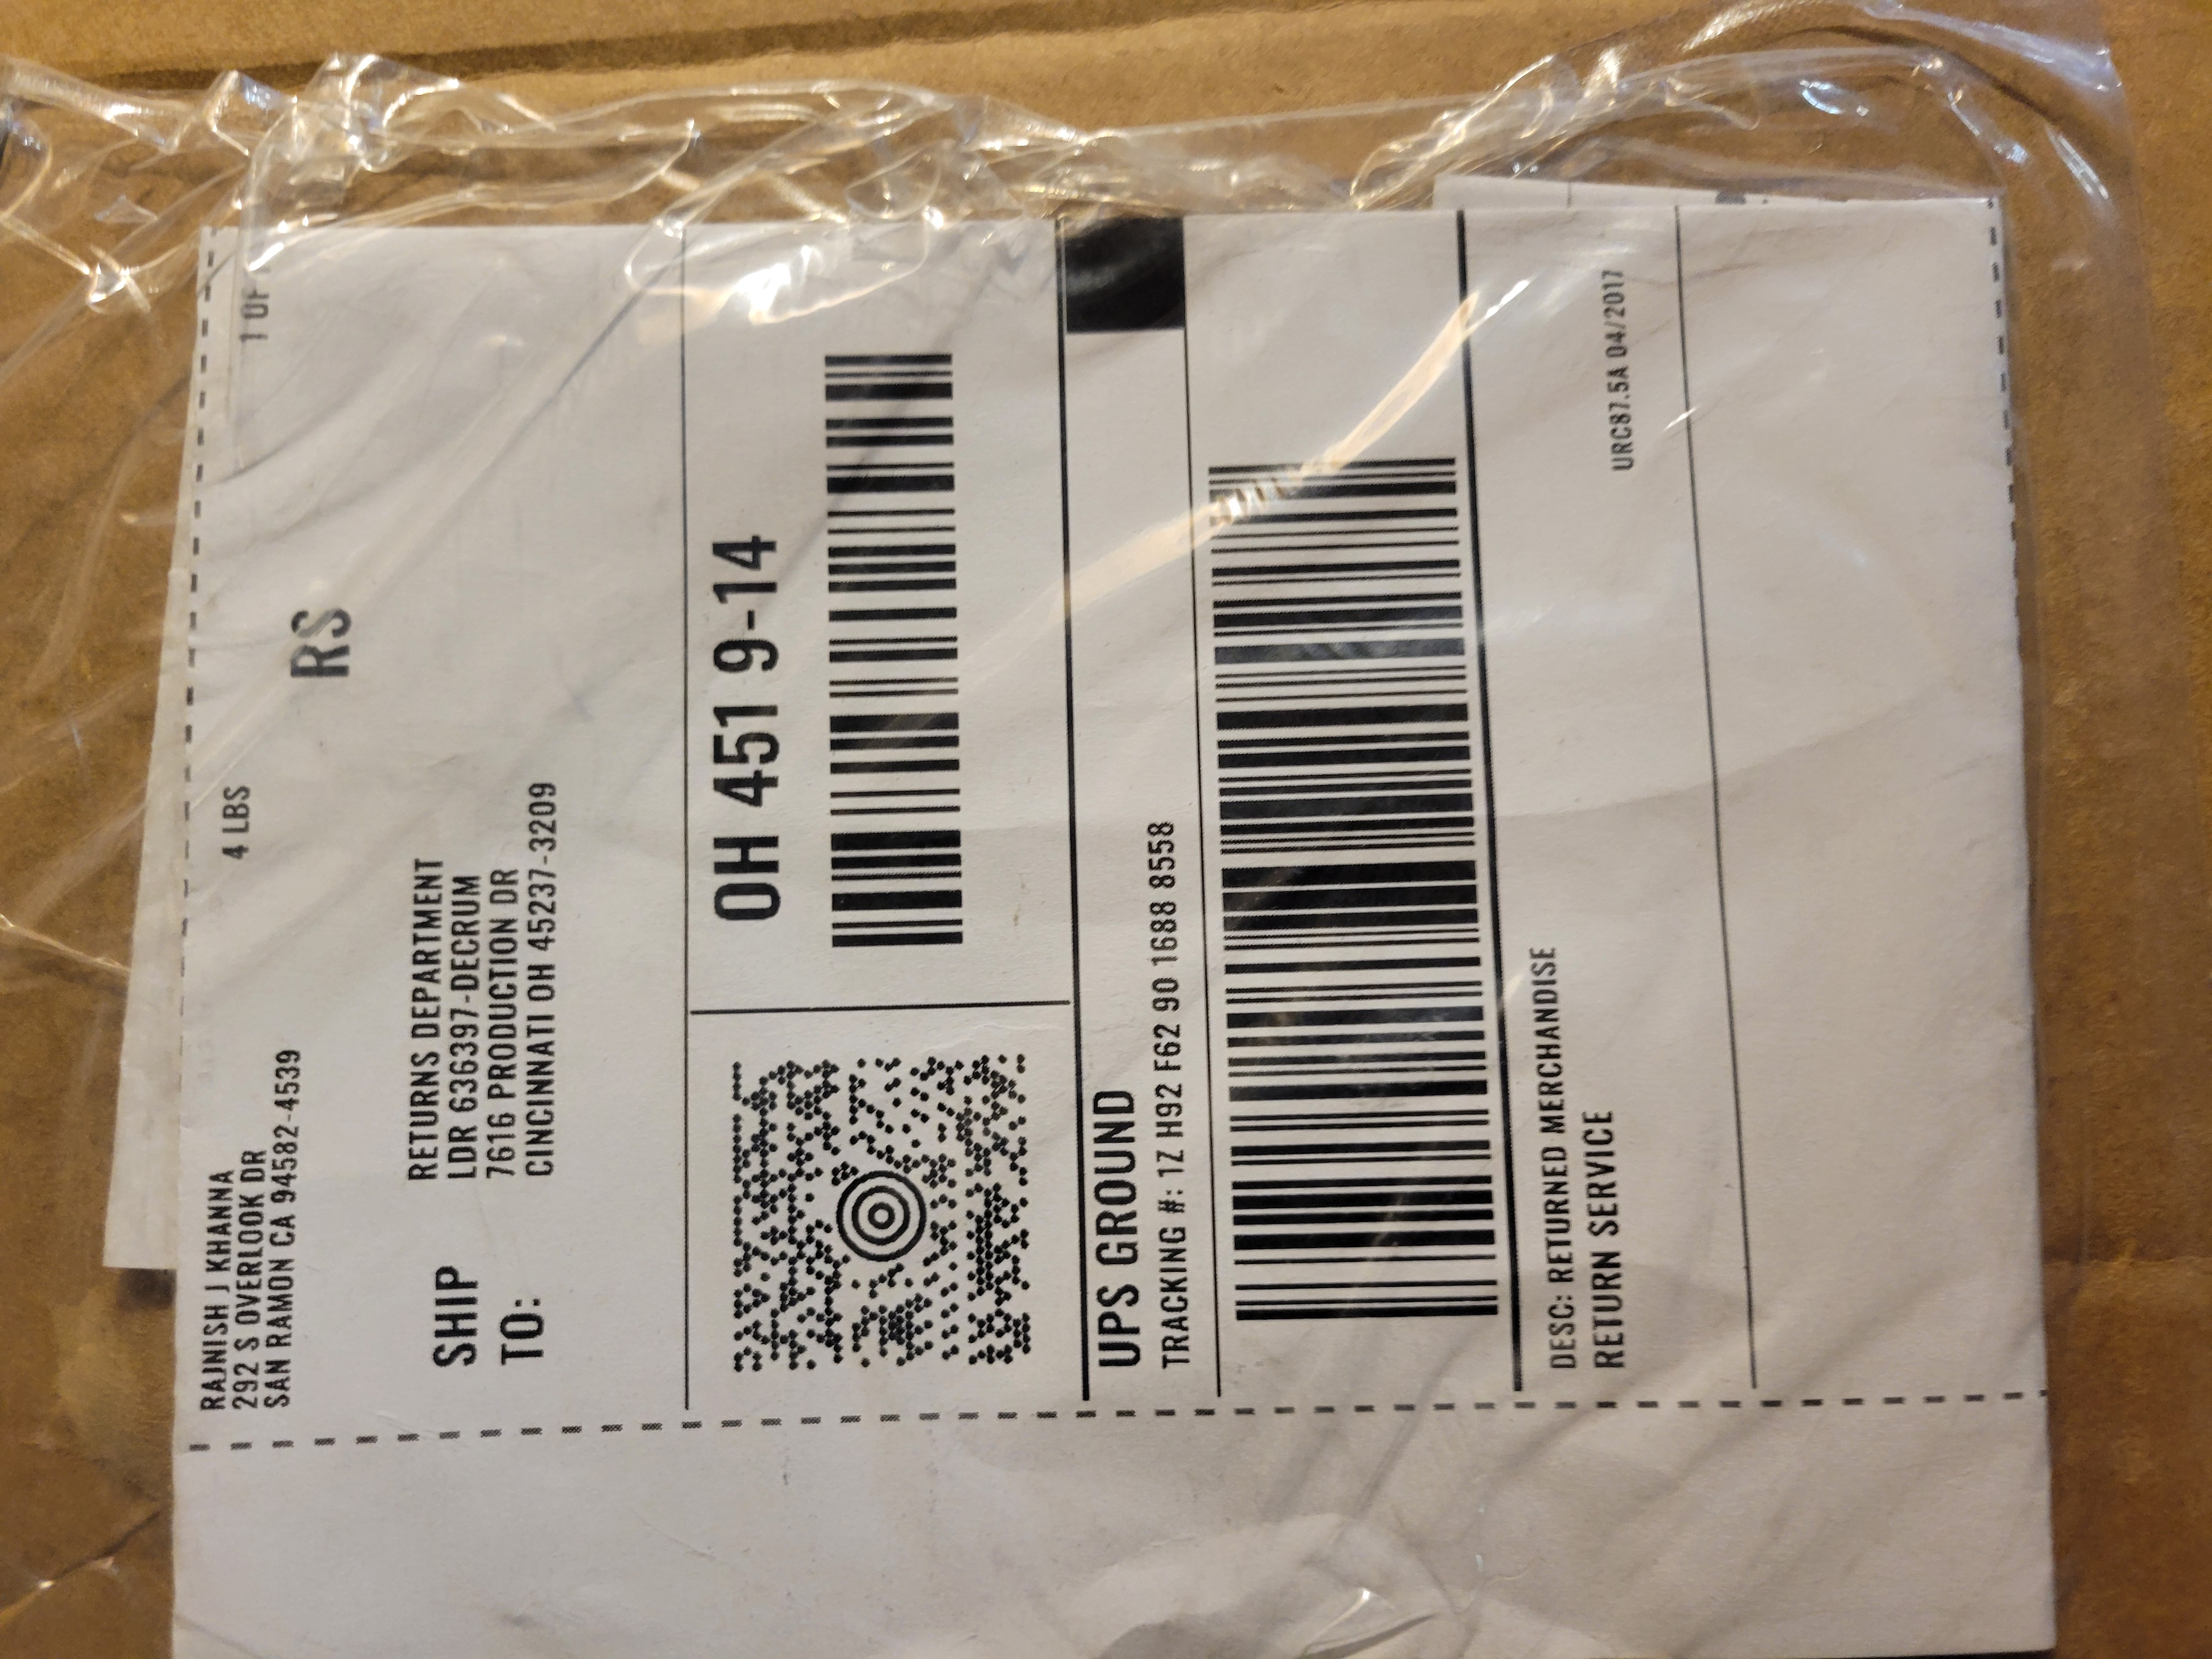 RAJNISH J KHANNA
292 S OVERLOOK DR
SAN RAMON CA 94582-4539
4 LBS
1 OF
RS
SHIP
TO:
RETURNS DEPARTMENT
LDR 636397-DECRUM
7616 PRODUCTION DR
CINCINNATI OH 45237-3209
OH 451 9-14
UPS GROUND
TRACKING #: 1Z H92 F62 90 1688 8558
DESC: RETURNED MERCHANDISE
RETURN SERVICE
URC87.5A 04/2017